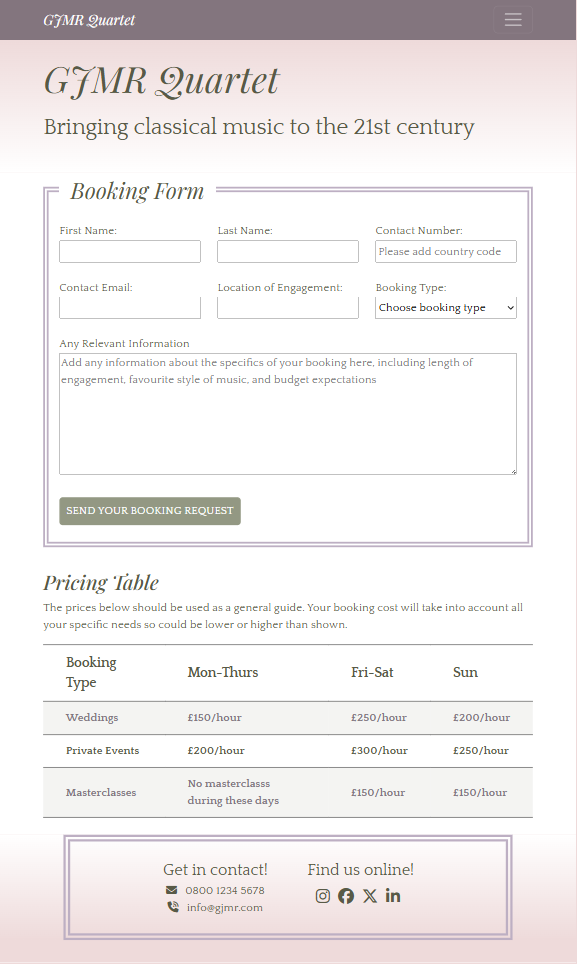 GJMR Quartet
GJMR Quartet
Bringing classical music to the 21st century
Booking Form
First Name: Last Name: Contact Number:
Please add country code
Contact Email: Location of Engagement: Booking Type:
Choose booking type
Any Relevant Information
Add any information about the specifics of your booking here, including length of
engagement, favourite style of music, and budget expectations
SEND YOUR BOOKING REQUEST
Pricing Table
The prices below should be used as a general guide. Your booking cost will take into account all
your specific needs so could be lower or higher than shown.
Booking
Type Mon-Thurs Fri-Sat Sun
Weddings £150/hour £250/hour £200/hour
Private Events £200/hour £300/hour £250/hour
Masterclasses No masterclasss
during these days £150/hour £150/hour
Get in contact! Find us online!
0800 1234 5678
info@gjmr.com